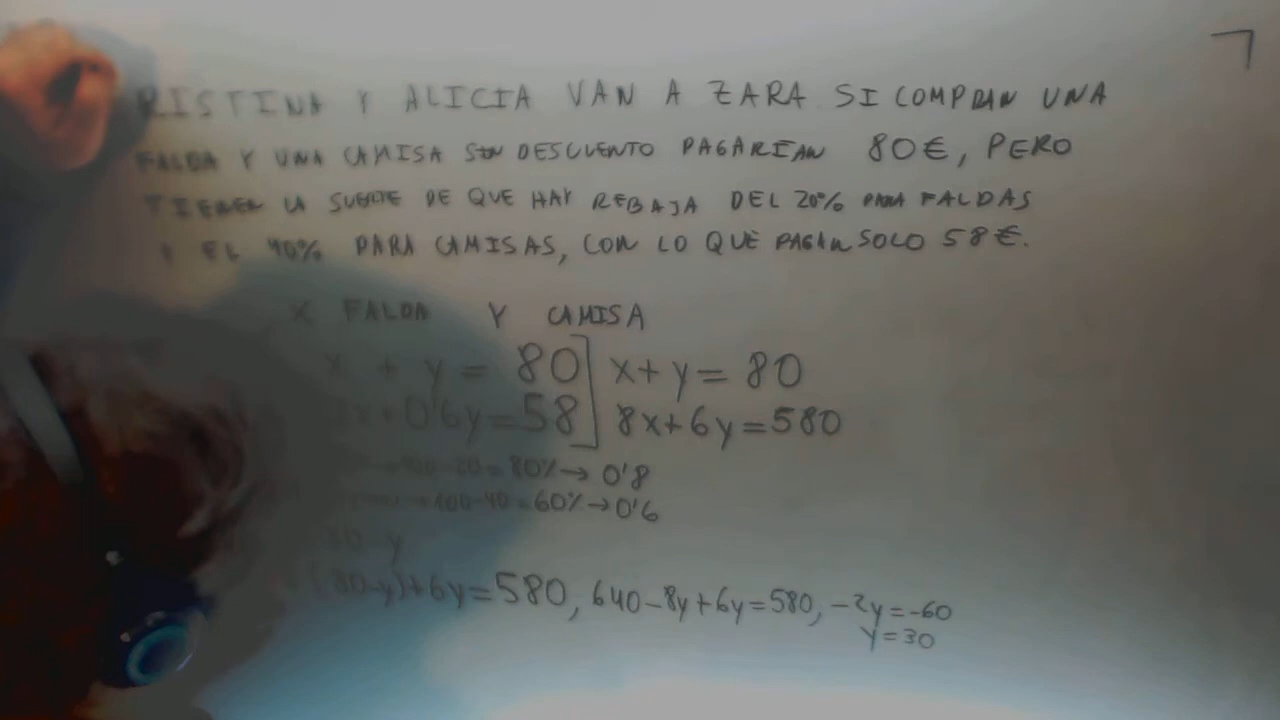 RISTINA Y ALICIA VAN A ZARA SI COMPRAN UNA
FALDA Y UNA CAMISA SIN DESCUENTO PAGARÍAN 80€, PERO
TIENEN LA SUERTE DE QUE HAY REBAJA DEL 20% PARA FALDAS
Y EL 40% PARA CAMISAS, CON LO QUE PAGAN SOLO 58€.
X FALDA Y CAMISA
x + y = 80] x+y=80
x+0'6y=58] 8x+6y=580
100-20=80%→0'8
100-40=60%→0'6
80-y
(80-y)+6y=580, 640-8y+6y=580, -2y=-60
y=30